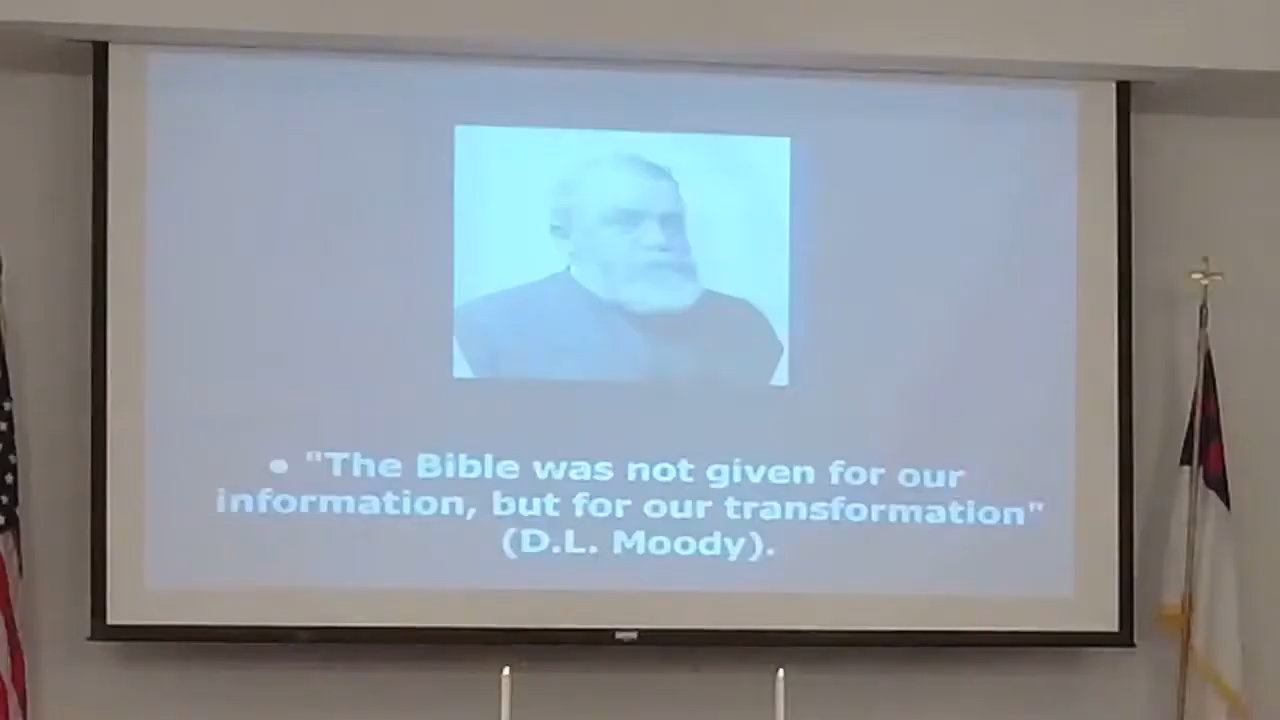 • "The Bible was not given for our
information, but for our transformation"
(D.L. Moody).